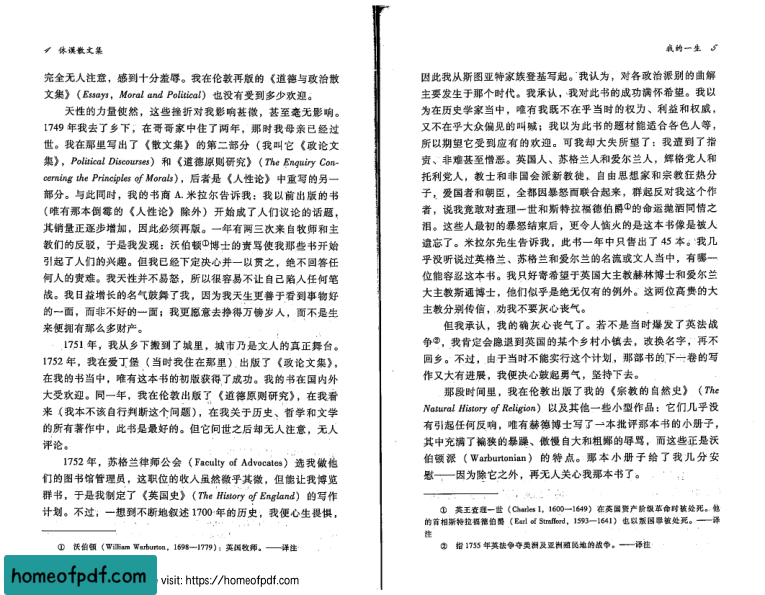 4 休谟散文集
完全无人注意，感到十分羞辱。我在伦敦再版的《道德与政治散
文集》（Essays, Moral and Political）也没有受到多少欢迎。
天性的力量使然，这些挫折对我影响甚微，甚至毫无影响。
1749 年我去了乡下，在哥哥家中住了两年，那时我母亲已经过
世。我在那里写出了《散文集》的第二部分（我叫它《政论文
集》，Political Discourses）和《道德原则研究》（The Enquiry Con-
cerning the Principles of Morals），后者是《人性论》中重写的另一
部分。与此同时，我的书商 A. 米拉尔告诉我：我以前出版的书
（唯有那本倒霉的《人性论》除外）开始成了人们议论的话题，
其销量正逐步增加，因此必须再版。一年有两三次来自牧师和主
教们的反驳，于是我发现：沃伯顿①博士的责骂使我那些书开始
引起了人们的兴趣。但我已经下定决心并一以贯之，绝不回答任
何人的责难。我天性并不易怒，所以很容易不让自己陷入任何笔
战。我日益增长的名气鼓舞了我，因为我天生更善于看到事物好
的一面，而非不好的一面；我更愿意去挣得万镑岁人，而不是生
来便拥有那么多财产。
1751 年，我从乡下搬到了城里，城市乃是文人的真正舞台。
1752 年，我在爱丁堡（当时我住在那里）出版了《政论文集》，
在我的书当中，唯有这本书的初版获得了成功。我的书在国内外
大受欢迎。同一年，我在伦敦出版了《道德原则研究》，在我看
来（我本不该自行判断这个问题），在我关于历史、哲学和文学
的所有著作中，此书是最好的。但它问世之后却无人注意，无人
评论。
1752 年，苏格兰律师公会（Faculty of Advocates）选我做他
们的图书馆管理员，这职位的收入虽然微乎其微，但能让我博览
群书，于是我制定了《英国史》（The History of England）的写作
计划。不过，一想到不断地叙述 1700 年的历史，我便心生畏惧，
① 沃伯顿（William Warburton，1698—1779）：英国牧师。——译注
我的一生 5
因此我从斯图亚特家族登基写起。我认为，对各政治派别的曲解
主要发生于那个时代。我承认，我对此书的成功满怀希望。我以
为在历史学家当中，唯有我既不在乎当时的权力、利益和权威，
又不在乎大众偏见的叫喊；我以为此书的题材能适合各色人等，
所以期望它受到应有的欢迎。可我却大失所望了：我遭到了指
责、非难甚至憎恶。英国人、苏格兰人和爱尔兰人，辉格党人和
托利党人，教士和非国会派新教徒，自由思想家和宗教狂热分
子，爱国者和朝臣，全都因暴怒而联合起来，群起反对我这个作
者，说我竟敢对查理一世和斯特拉福德伯爵①的命运抛洒同情之
泪。这些人最初的暴怒结束后，更令人恼火的是这本书像是被人
遗忘了。米拉尔先生告诉我，此书一年中只售出了 45 本。我几
乎没听说过英格兰、苏格兰和爱尔兰的名流或文人当中，有哪一
位能容忍这本书。我只好寄希望于英国大主教赫林博士和爱尔兰
大主教斯通博士，他们似乎是绝无仅有的例外。这两位高贵的大
主教分别传信，劝我不要灰心丧气。
但我承认，我的确灰心丧气了。若不是当时爆发了英法战
争②，我肯定会隐退到英国的某个乡村小镇去，改换名字，再不
回乡。不过，由于当时不能实行这个计划，那部书的下一卷的写
作又大有进展，我便决心鼓起勇气，坚持下去。
那段时间里，我在伦敦出版了我的《宗教的自然史》（The
Natural History of Religion）以及其他一些小型作品；它们几乎没
有引起任何反响，唯有赫德博士写了一本批评那本书的小册子，
其中充满了褊狭的暴躁、傲慢自大和粗鄙的辱骂，而这些正是沃
伯顿派（Warburtonian）的特点。那本小册子给了我几分安
慰——因为除它之外，再无人关心我那本书了。
① 英王查理一世（Charles I，1600—1649）在英国资产阶级革命时被处死。他
的首相斯特拉福德伯爵（Earl of Strafford，1593—1641）也以叛国罪被处死。——译
注
② 指 1755 年英法争夺美洲及亚洲殖民地的战争。——译注
homeofpdf.com
visit: https://homeofpdf.com